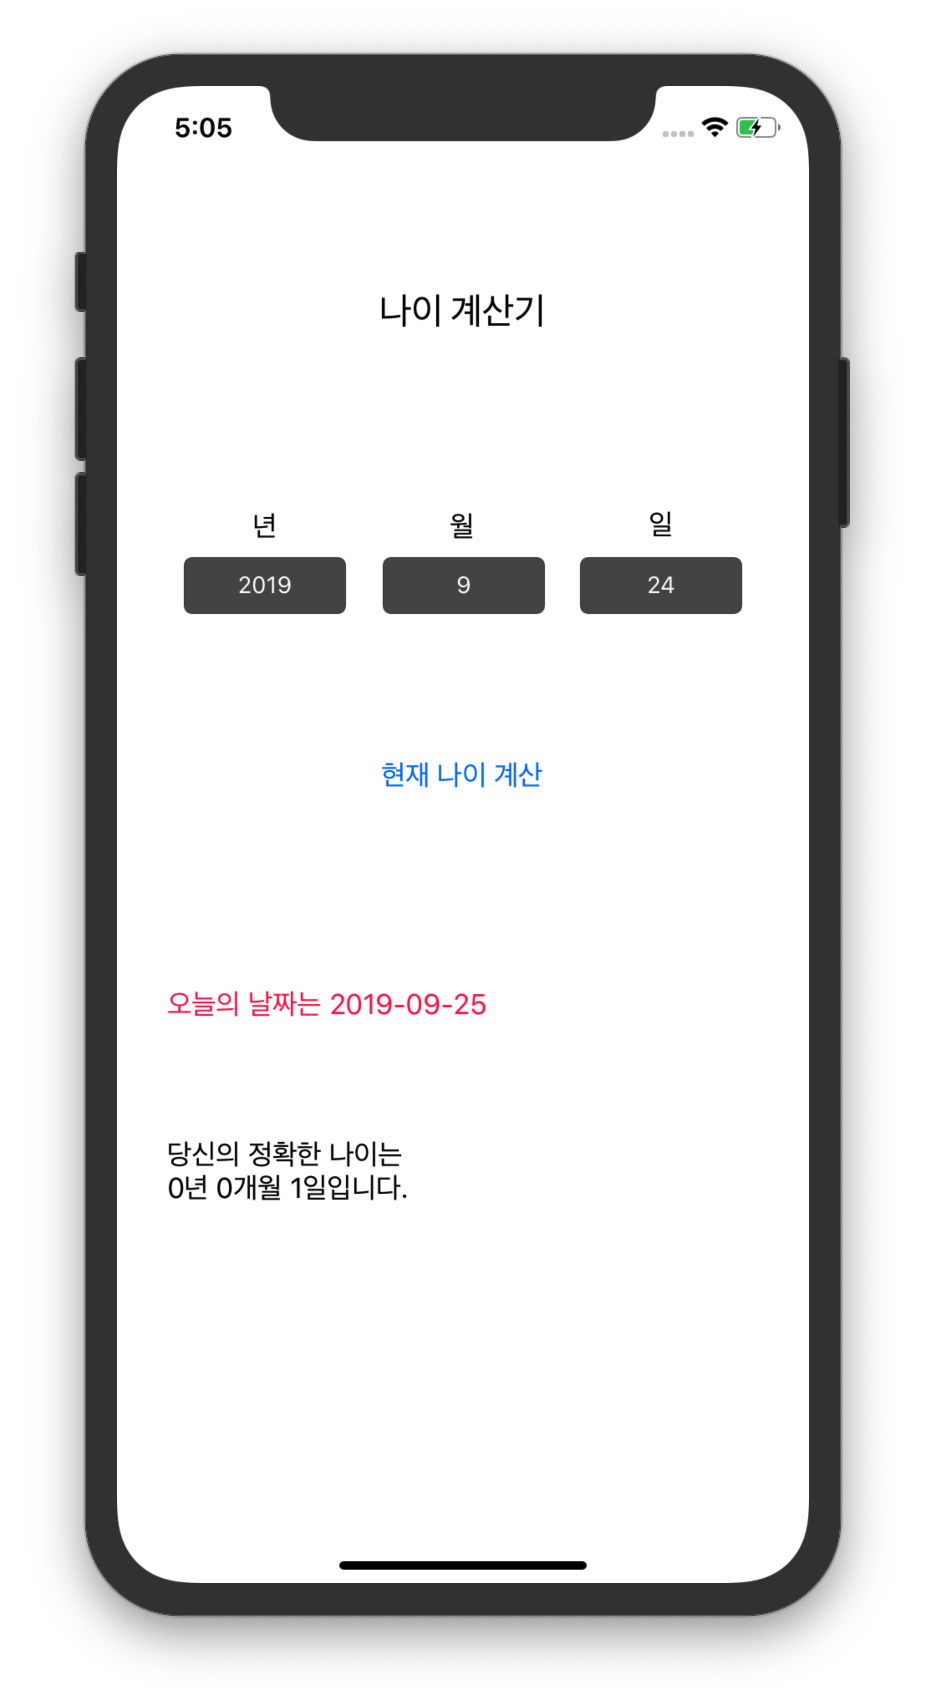 5:05
나이 계산기
년 월 일
2019 9 24
현재 나이 계산
오늘의 날짜는 2019-09-25
당신의 정확한 나이는
0년 0개월 1일입니다.